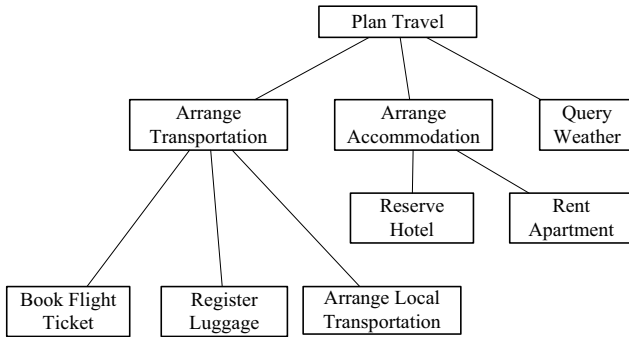 Plan Travel
Arrange
Transportation
Arrange
Accommodation
Query
Weather
Reserve
Hotel
Rent
Apartment
Book Flight
Ticket
Register
Luggage
Arrange Local
Transportation